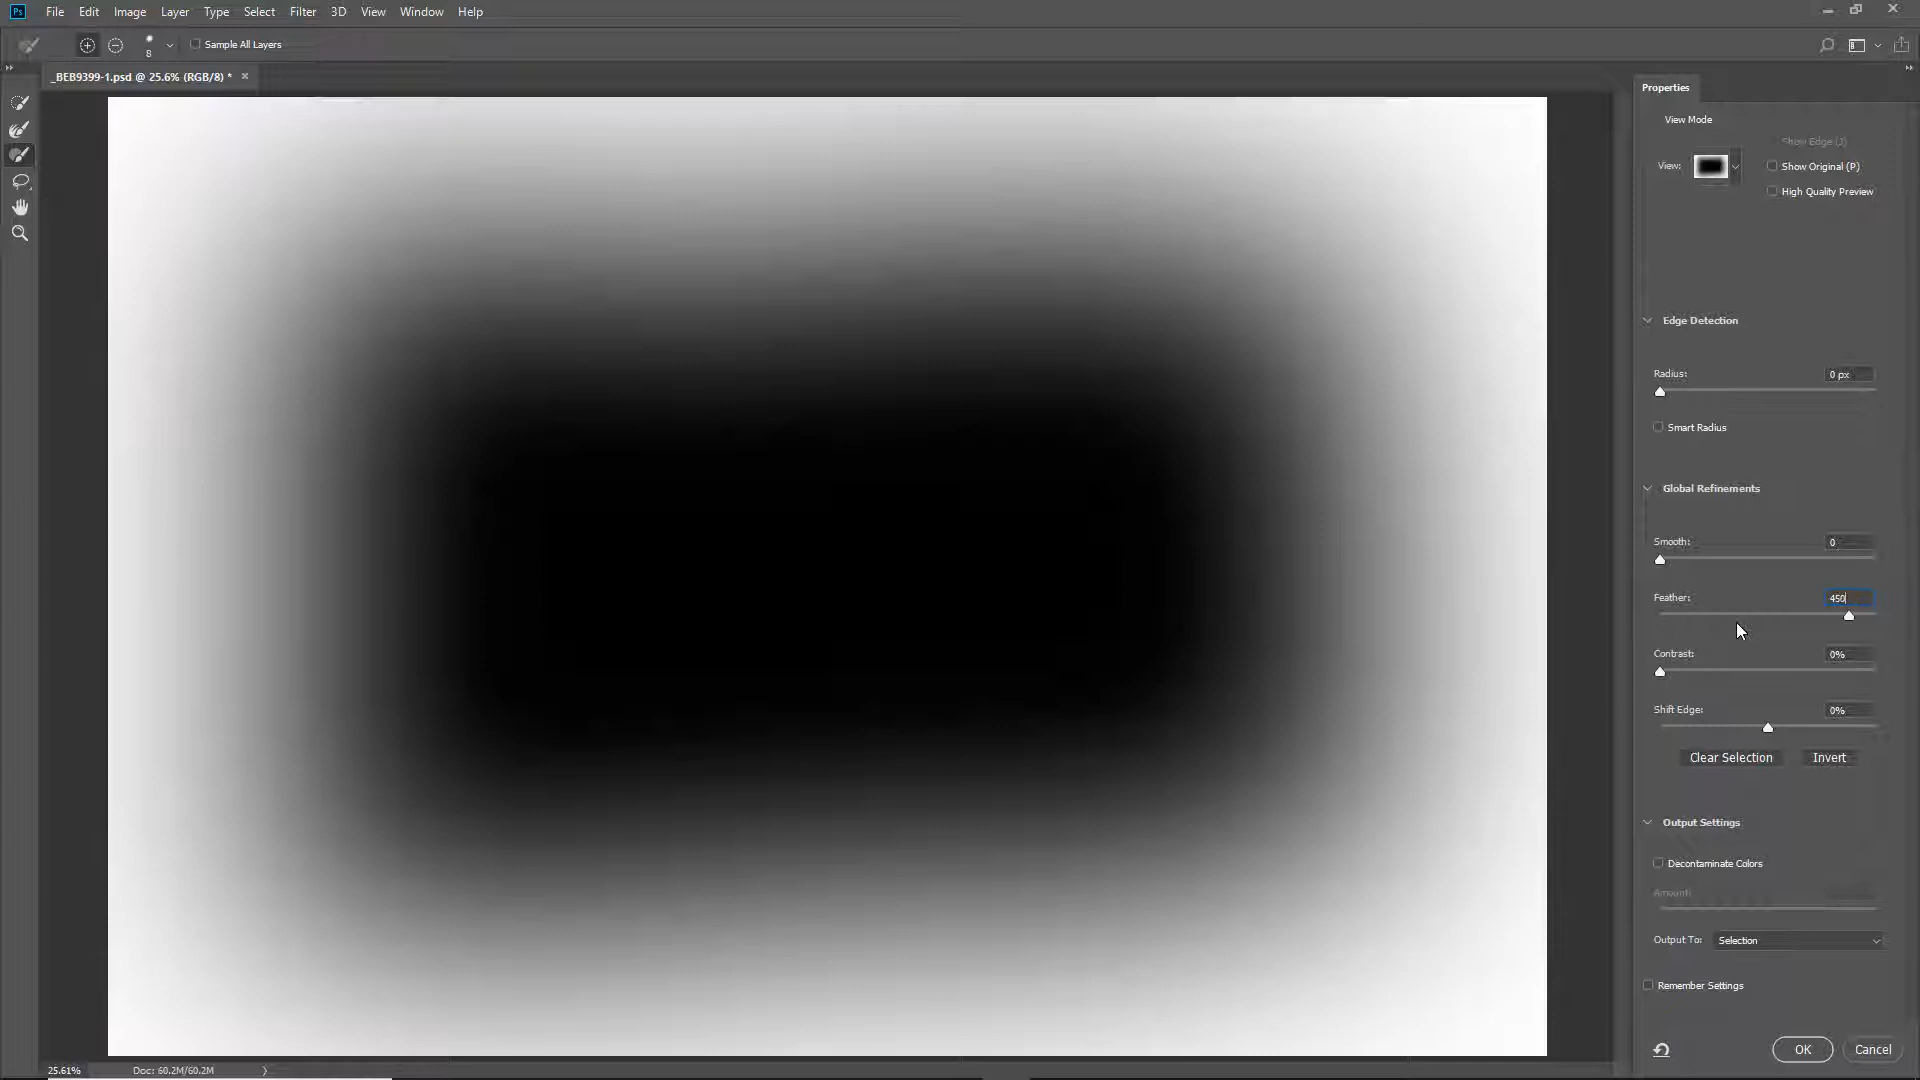 Ps File Edit Image Layer Type Select Filter 3D View Window Help
8 Sample All Layers
_BEB9399-1.psd @ 25.6% (RGB/8) *
Properties
View Mode
Show Edge (J)
View: Show Original (P)
High Quality Preview
Edge Detection
Radius: 0 px
Smart Radius
Global Refinements
Smooth: 0
Feather: 450
Contrast: 0%
Shift Edge: 0%
Clear Selection Invert
Output Settings
Decontaminate Colors
Amount:
Output To: Selection
Remember Settings
OK Cancel
25.61% Doc: 60.2M/60.2M